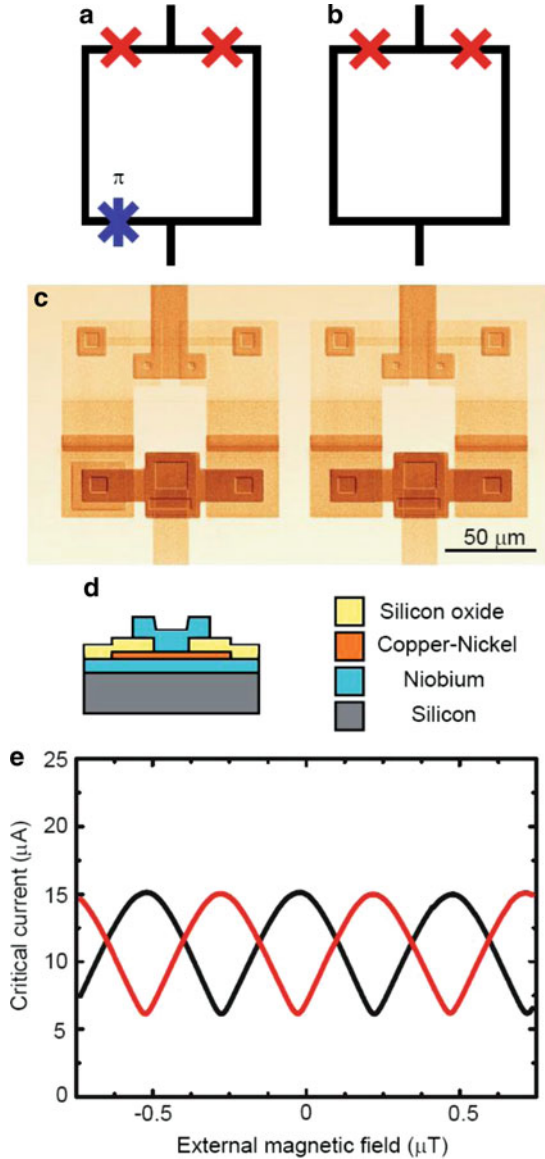 a
b
π
c
50 μm
d
Silicon oxide
Copper-Nickel
Niobium
Silicon
e
25
20
15
10
5
0
Critical current (μA)
-0.5
0
0.5
External magnetic field (μT)